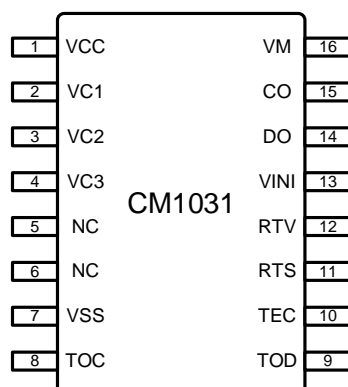 1 VCC VM 16
2 VC1 CO 15
3 VC2 DO 14
4 VC3 VINI 13
CM1031
5 NC RTV 12
6 NC RTS 11
7 VSS TEC 10
8 TOC TOD 9